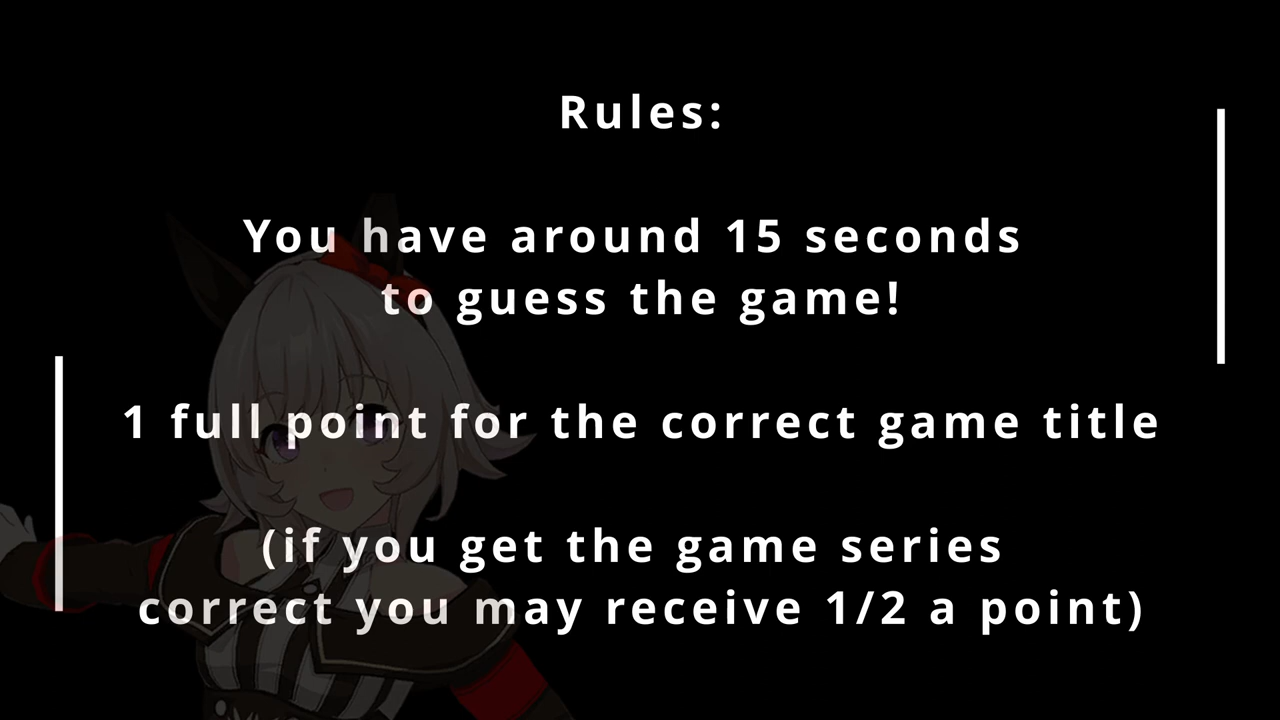 Rules:
You have around 15 seconds
to guess the game!
1 full point for the correct game title
(if you get the game series
correct you may receive 1/2 a point)